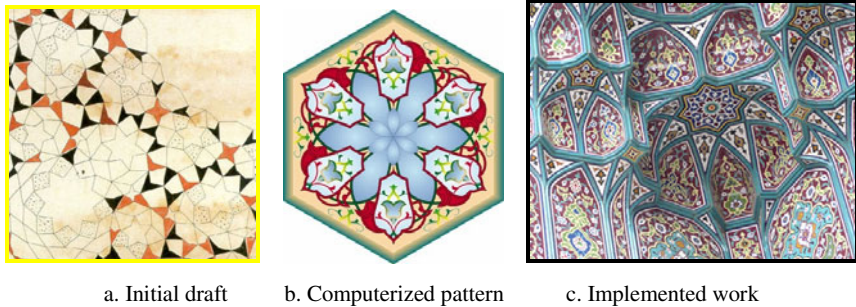 a. Initial draft b. Computerized pattern c. Implemented work